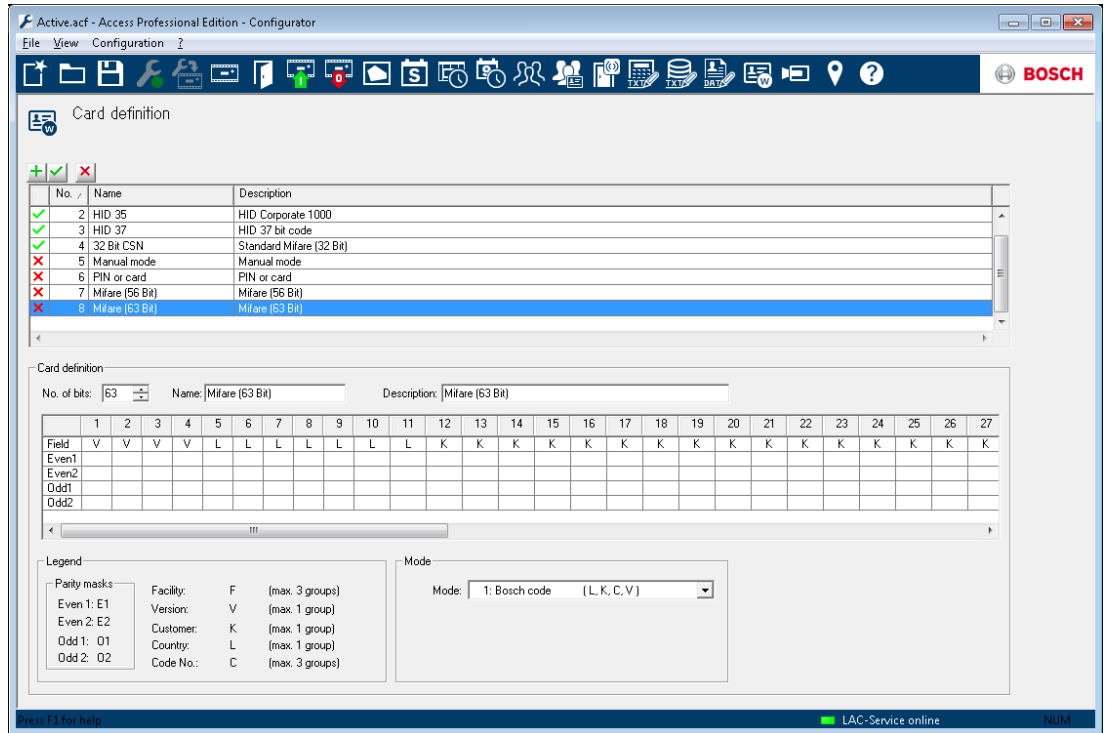 Active.acf - Access Professional Edition - Configurator
File View Configuration ?
BOSCH
Card definition
No. Name Description
2 HID 35 HID Corporate 1000
3 HID 37 HID 37 bit code
4 32 Bit CSN Standard Mifare (32 Bit)
5 Manual mode Manual mode
6 PIN or card PIN or card
7 Mifare (56 Bit) Mifare (56 Bit)
8 Mifare (63 Bit) Mifare (63 Bit)
Card definition
No. of bits: 63 Name: Mifare (63 Bit) Description: Mifare (63 Bit)
1 2 3 4 5 6 7 8 9 10 11 12 13 14 15 16 17 18 19 20 21 22 23 24 25 26 27
Field V V V V L L L L L L L K K K K K K K K K K K K K K K K
Even1
Even2
Odd1
Odd2
Legend
Parity masks
Even 1: E1
Even 2: E2
Odd 1: O1
Odd 2: O2
Facility: F (max. 3 groups)
Version: V (max. 1 group)
Customer: K (max. 1 group)
Country: L (max. 1 group)
Code No.: C (max. 3 groups)
Mode
Mode: 1: Bosch code ( L, K, C, V )
Press F1 for help LAC-Service online NUM